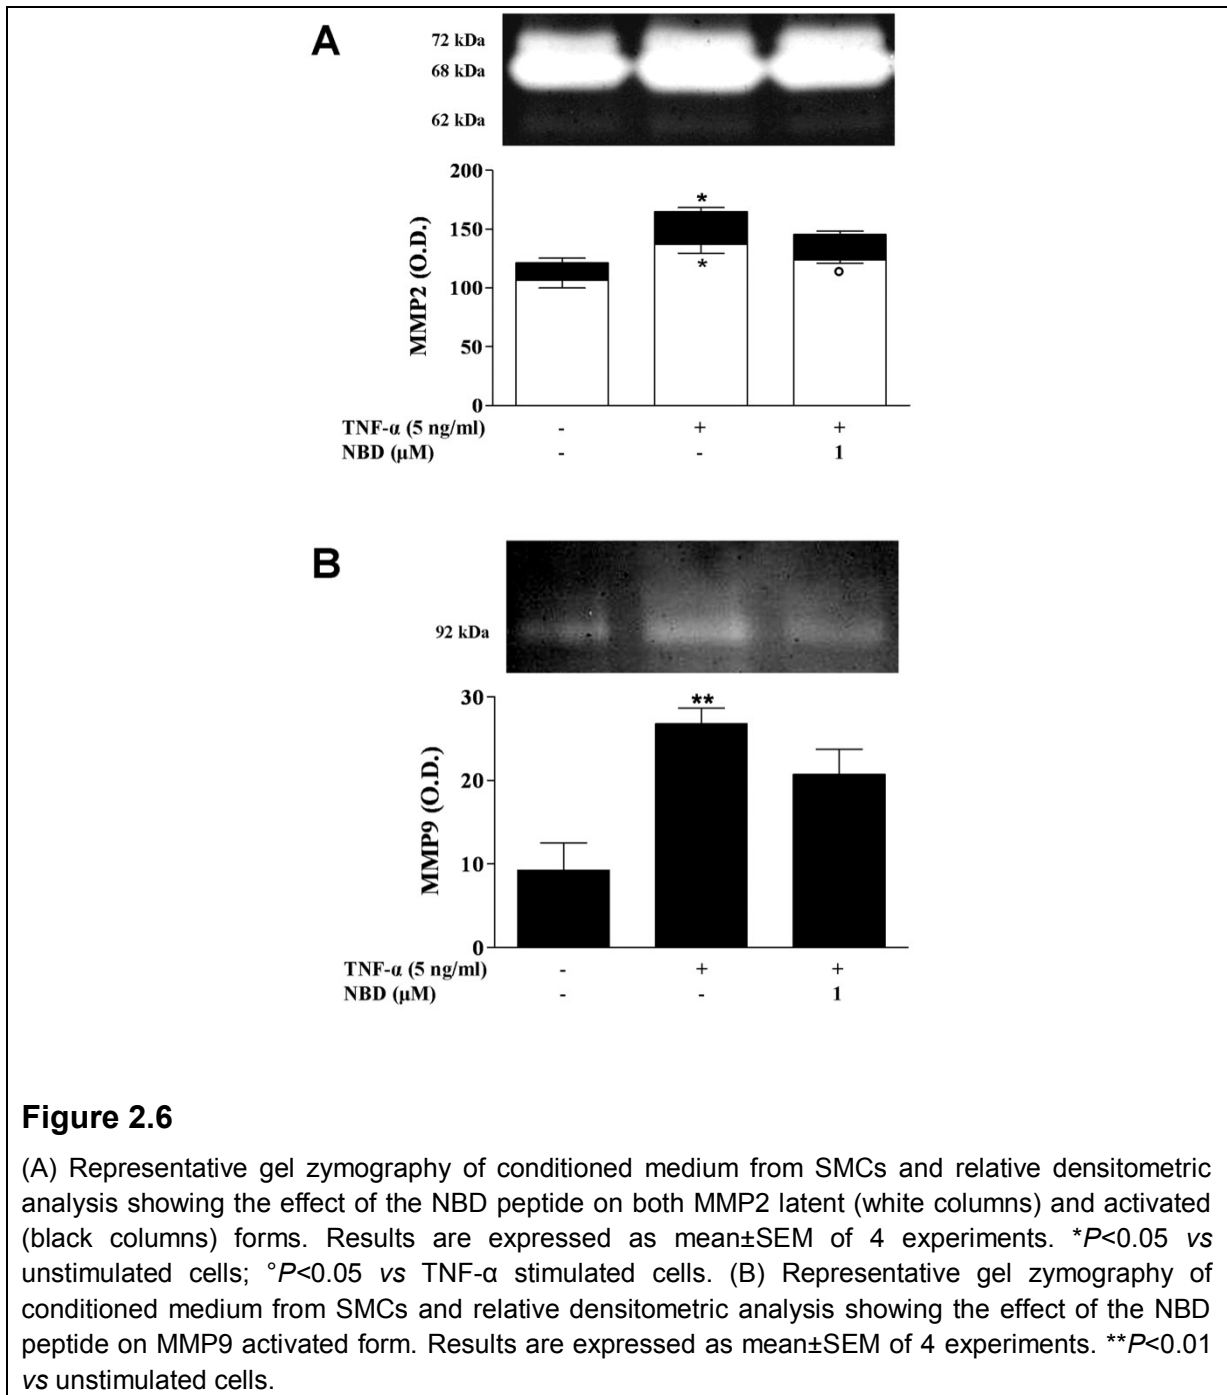 A
72 kDa
68 kDa
62 kDa
200
150
100
50
0
MMP2 (O.D.)
*
*
°
TNF-α (5 ng/ml) - + +
NBD (μM) - - 1
B
92 kDa
30
20
10
0
MMP9 (O.D.)
**
TNF-α (5 ng/ml) - + +
NBD (μM) - - 1
Figure 2.6
(A) Representative gel zymography of conditioned medium from SMCs and relative densitometric
analysis showing the effect of the NBD peptide on both MMP2 latent (white columns) and activated
(black columns) forms. Results are expressed as mean±SEM of 4 experiments. *P<0.05 vs
unstimulated cells; °P<0.05 vs TNF-α stimulated cells. (B) Representative gel zymography of
conditioned medium from SMCs and relative densitometric analysis showing the effect of the NBD
peptide on MMP9 activated form. Results are expressed as mean±SEM of 4 experiments. **P<0.01
vs unstimulated cells.